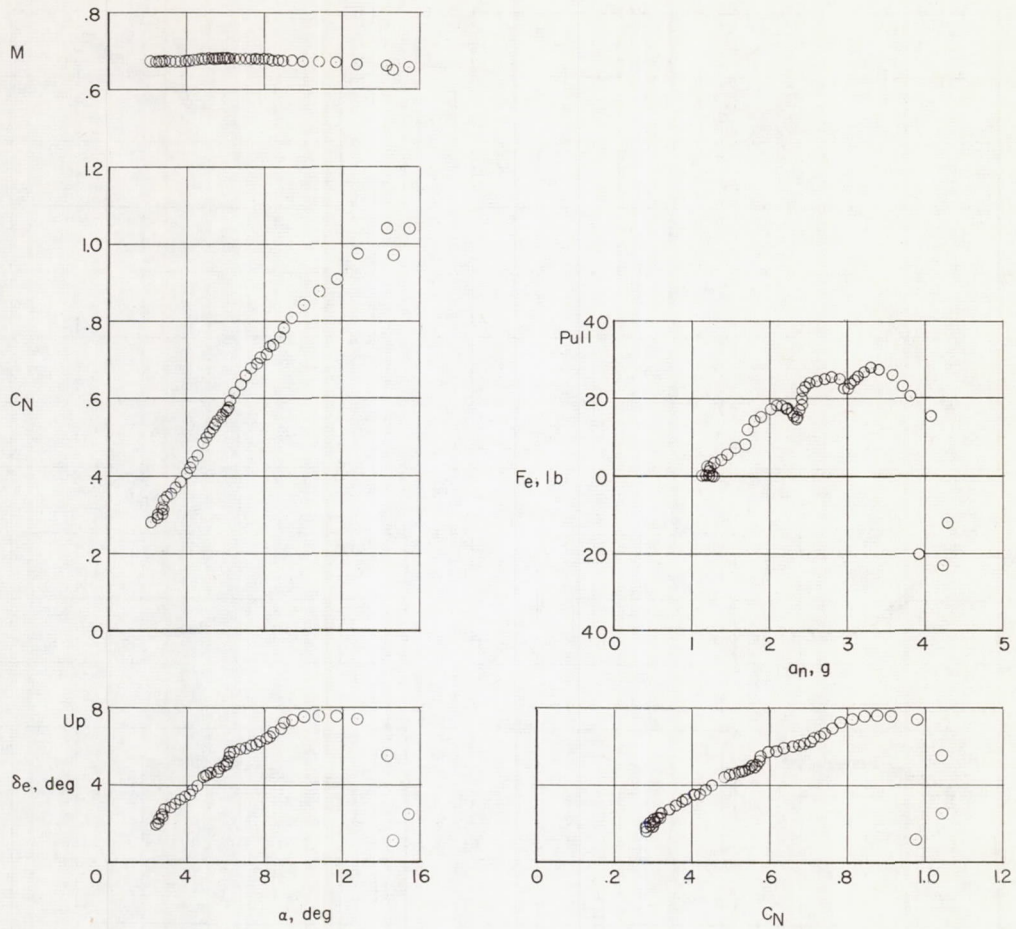 .8
M
.6
1.2
1.0
.8
C_N
.6
.4
.2
0
Up 8
δ_e, deg
4
0 4 8 12 16
α, deg
Pull 40
20
F_e, lb 0
20
40
0 1 2 3 4 5
a_n, g
0 .2 .4 .6 .8 1.0 1.2
C_N